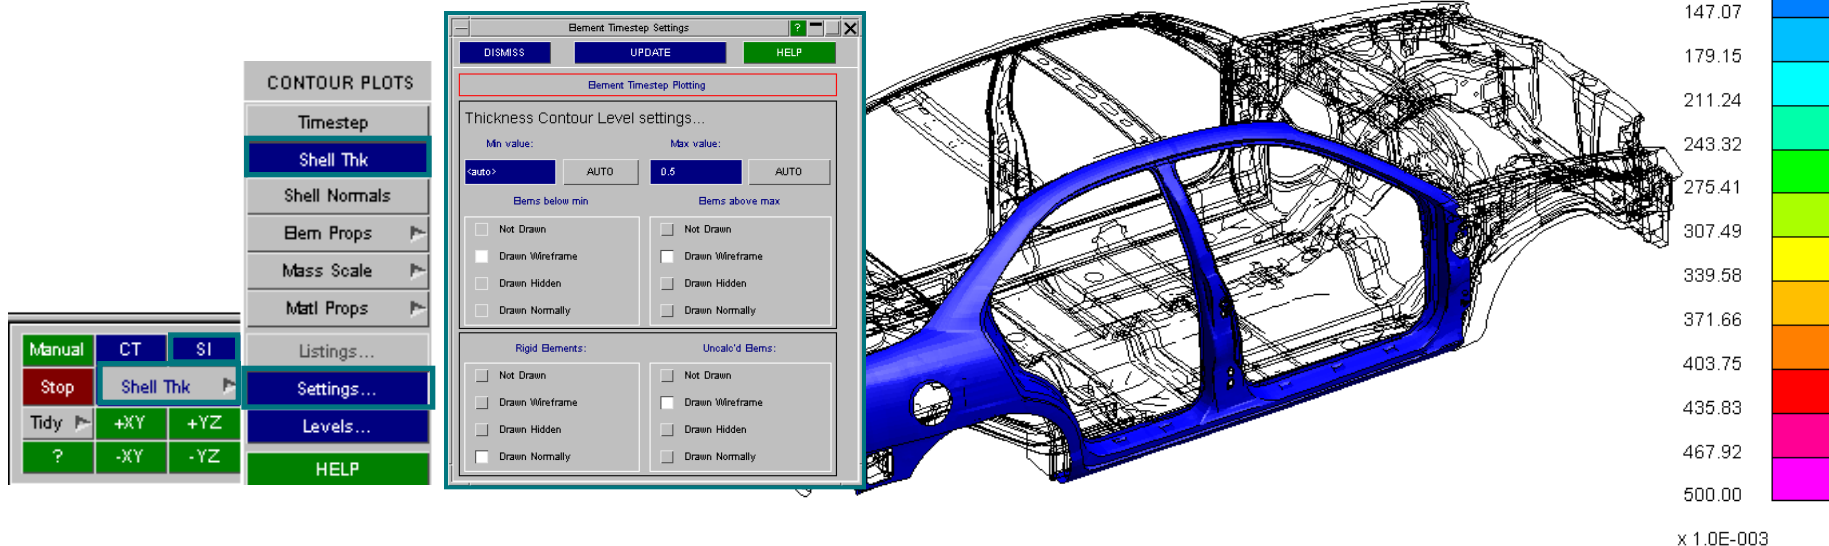 Manual
CT
SI
Stop
Shell Thk
Tidy
+XY
+YZ
?
-XY
-YZ
CONTOUR PLOTS
Timestep
Shell Thk
Shell Normals
Elem Props
Mass Scale
Matl Props
Listings...
Settings...
Levels...
HELP
Element Timestep Settings
?
DISMISS
UPDATE
HELP
Element Timestep Plotting
Thickness Contour Level settings...
Min value:
Max value:
<auto>
AUTO
0.5
AUTO
Elems below min
Elems above max
Not Drawn
Not Drawn
Drawn Wireframe
Drawn Wireframe
Drawn Hidden
Drawn Hidden
Drawn Normally
Drawn Normally
Rigid Elements:
Uncalc'd Elems:
Not Drawn
Not Drawn
Drawn Wireframe
Drawn Wireframe
Drawn Hidden
Drawn Hidden
Drawn Normally
Drawn Normally
147.07
179.15
211.24
243.32
275.41
307.49
339.58
371.66
403.75
435.83
467.92
500.00
x 1.0E-003